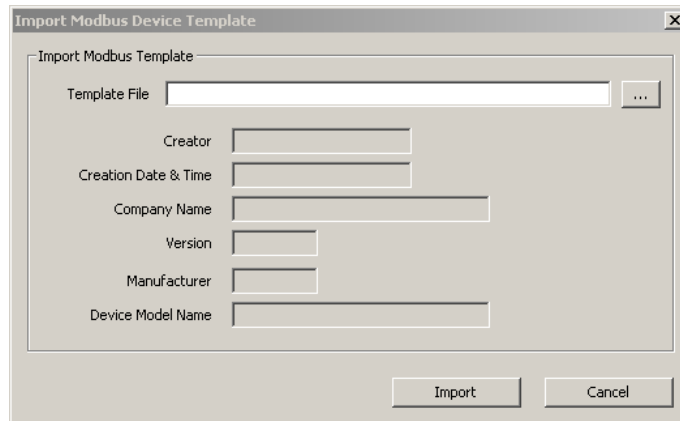 Import Modbus Device Template
Import Modbus Template
Template File
...
Creator
Creation Date & Time
Company Name
Version
Manufacturer
Device Model Name
Import Cancel